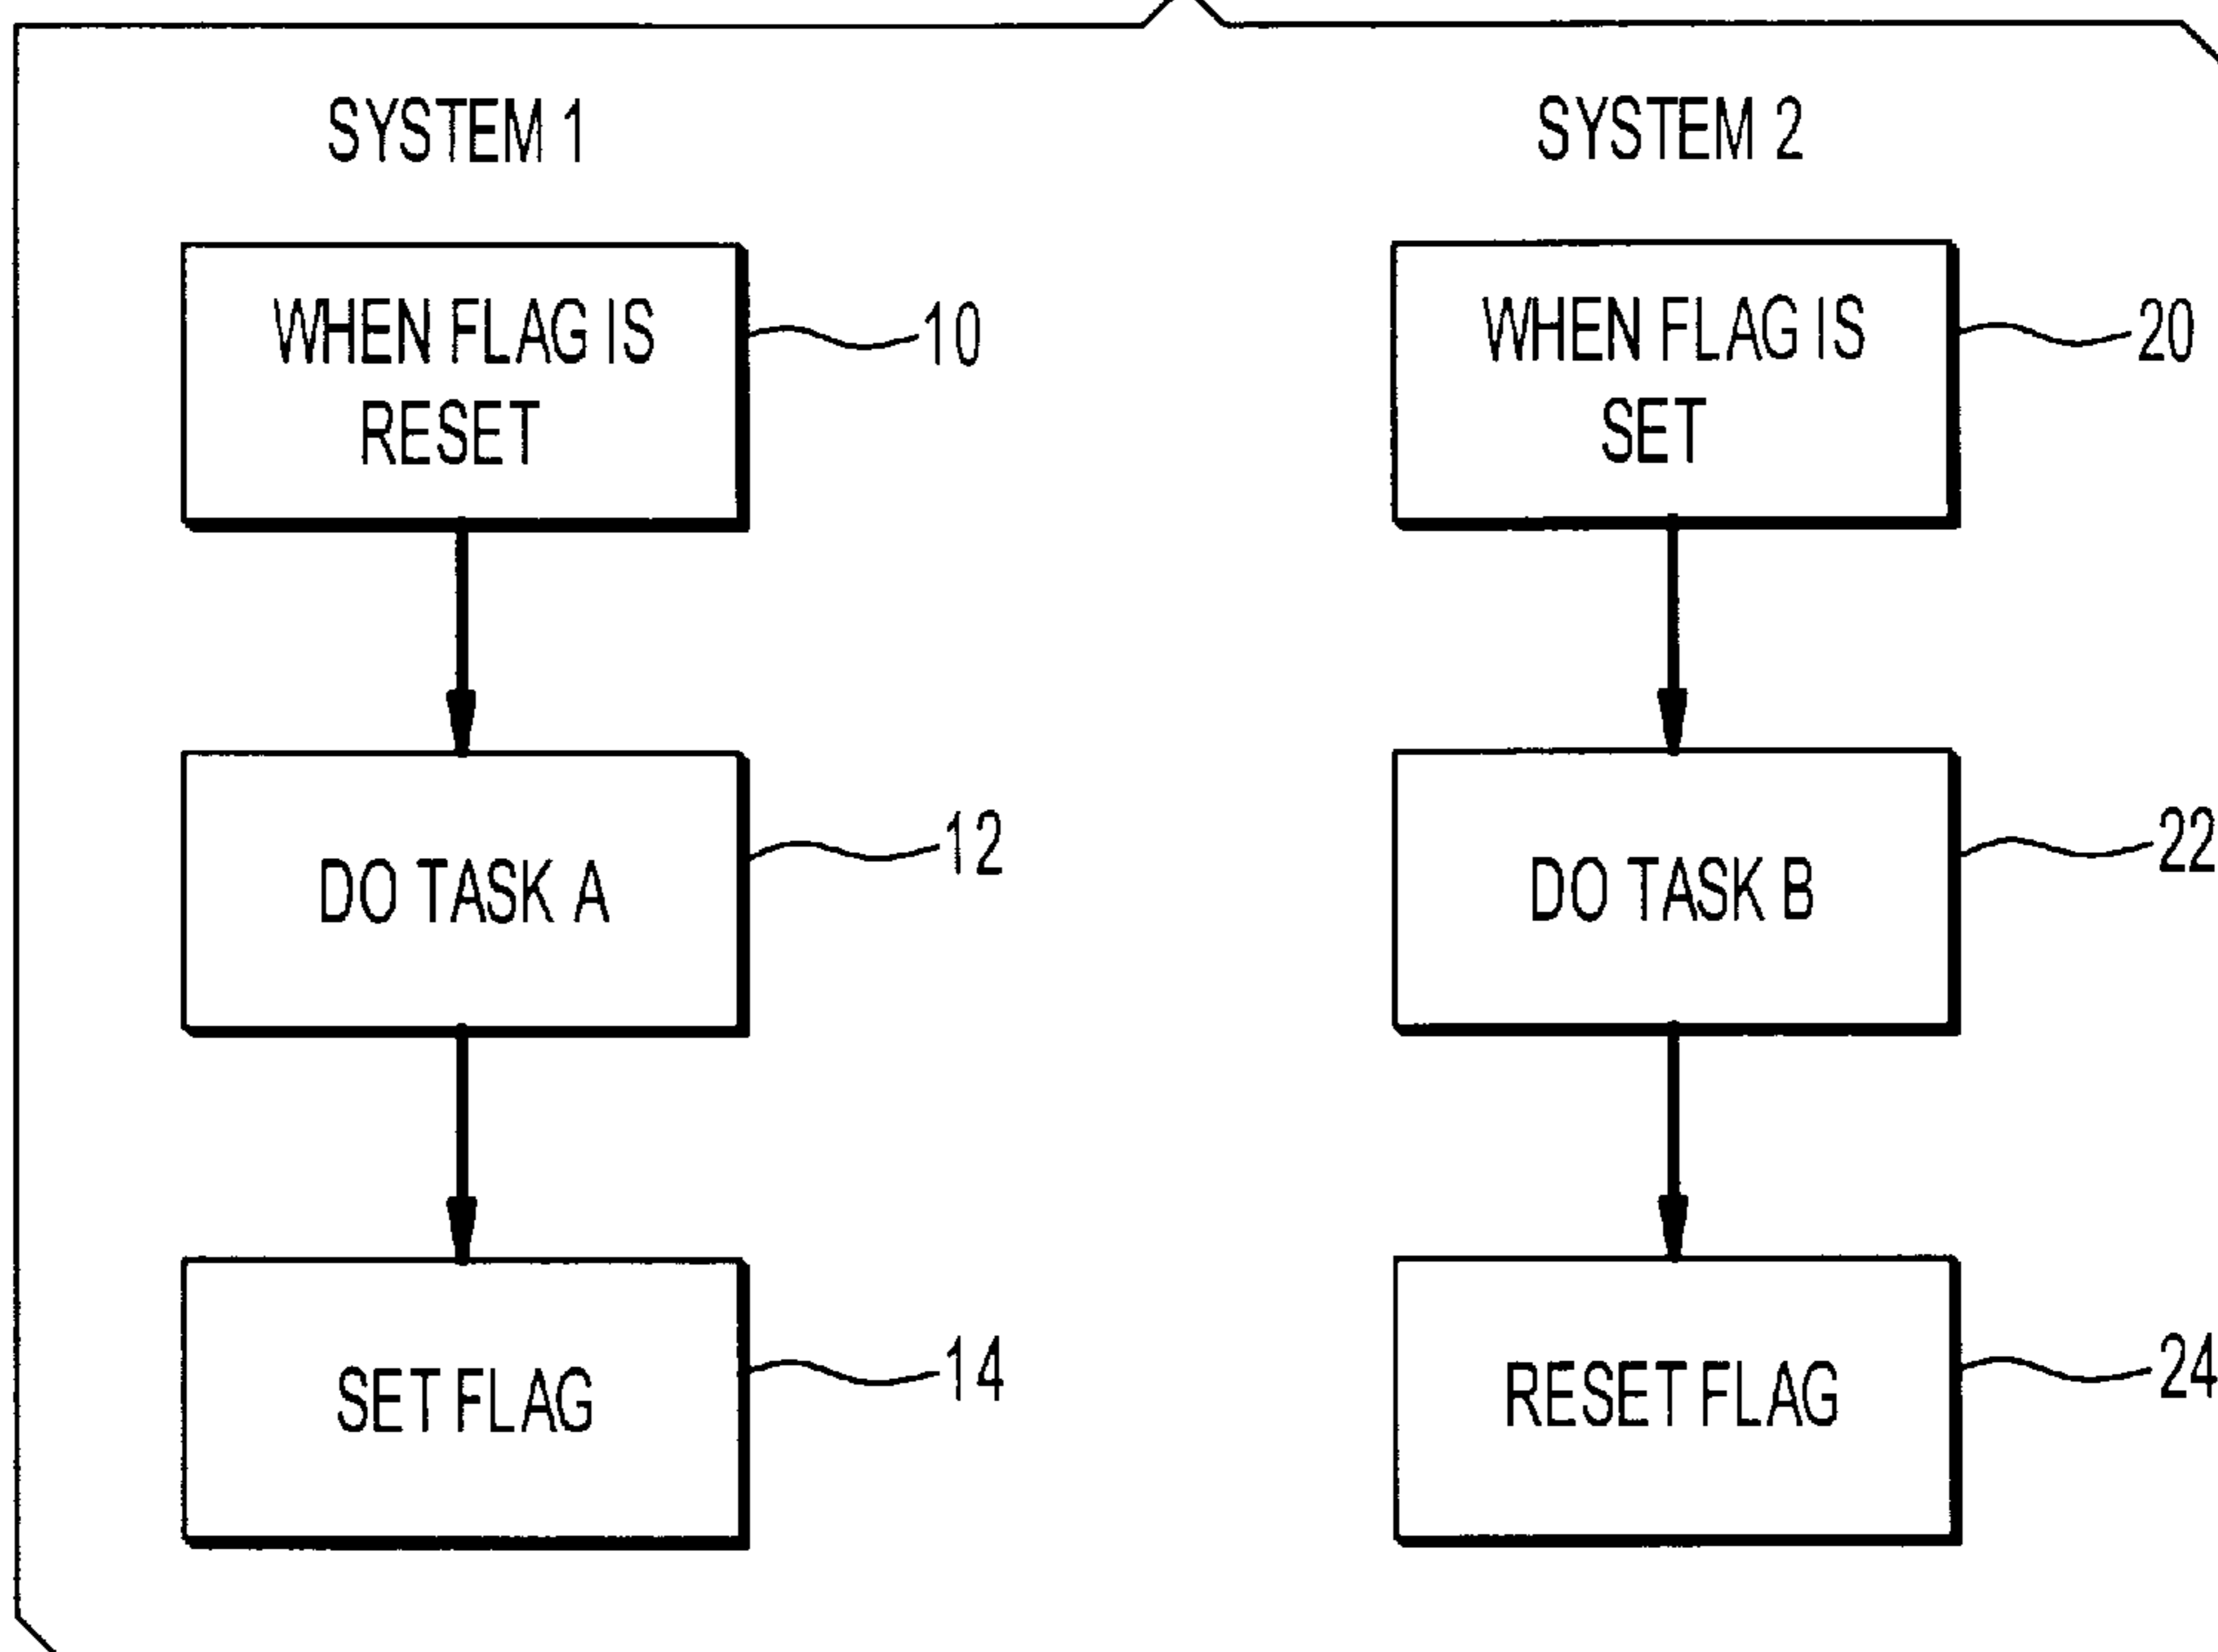 SYSTEM 1
WHEN FLAG IS
RESET
10
DO TASK A
12
SET FLAG
14
SYSTEM 2
WHEN FLAG IS
SET
20
DO TASK B
22
RESET FLAG
24